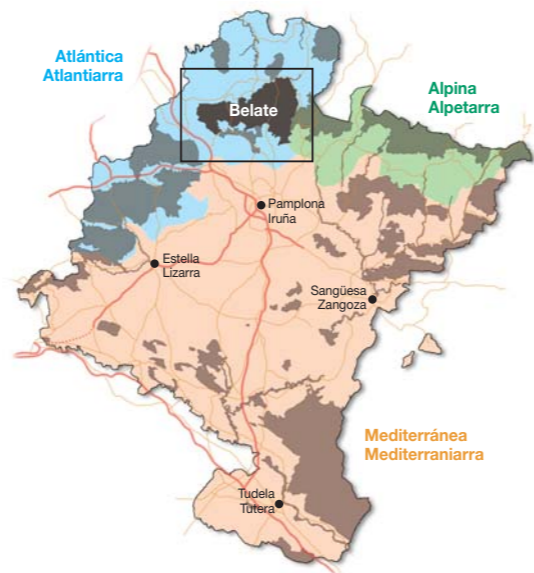 Atlántica
Atlantiarra
Belate
Alpina
Alpetarra
Pamplona
Iruña
Estella
Lizarra
Sangüesa
Zangoza
Mediterránea
Mediterraniarra
Tudela
Tutera